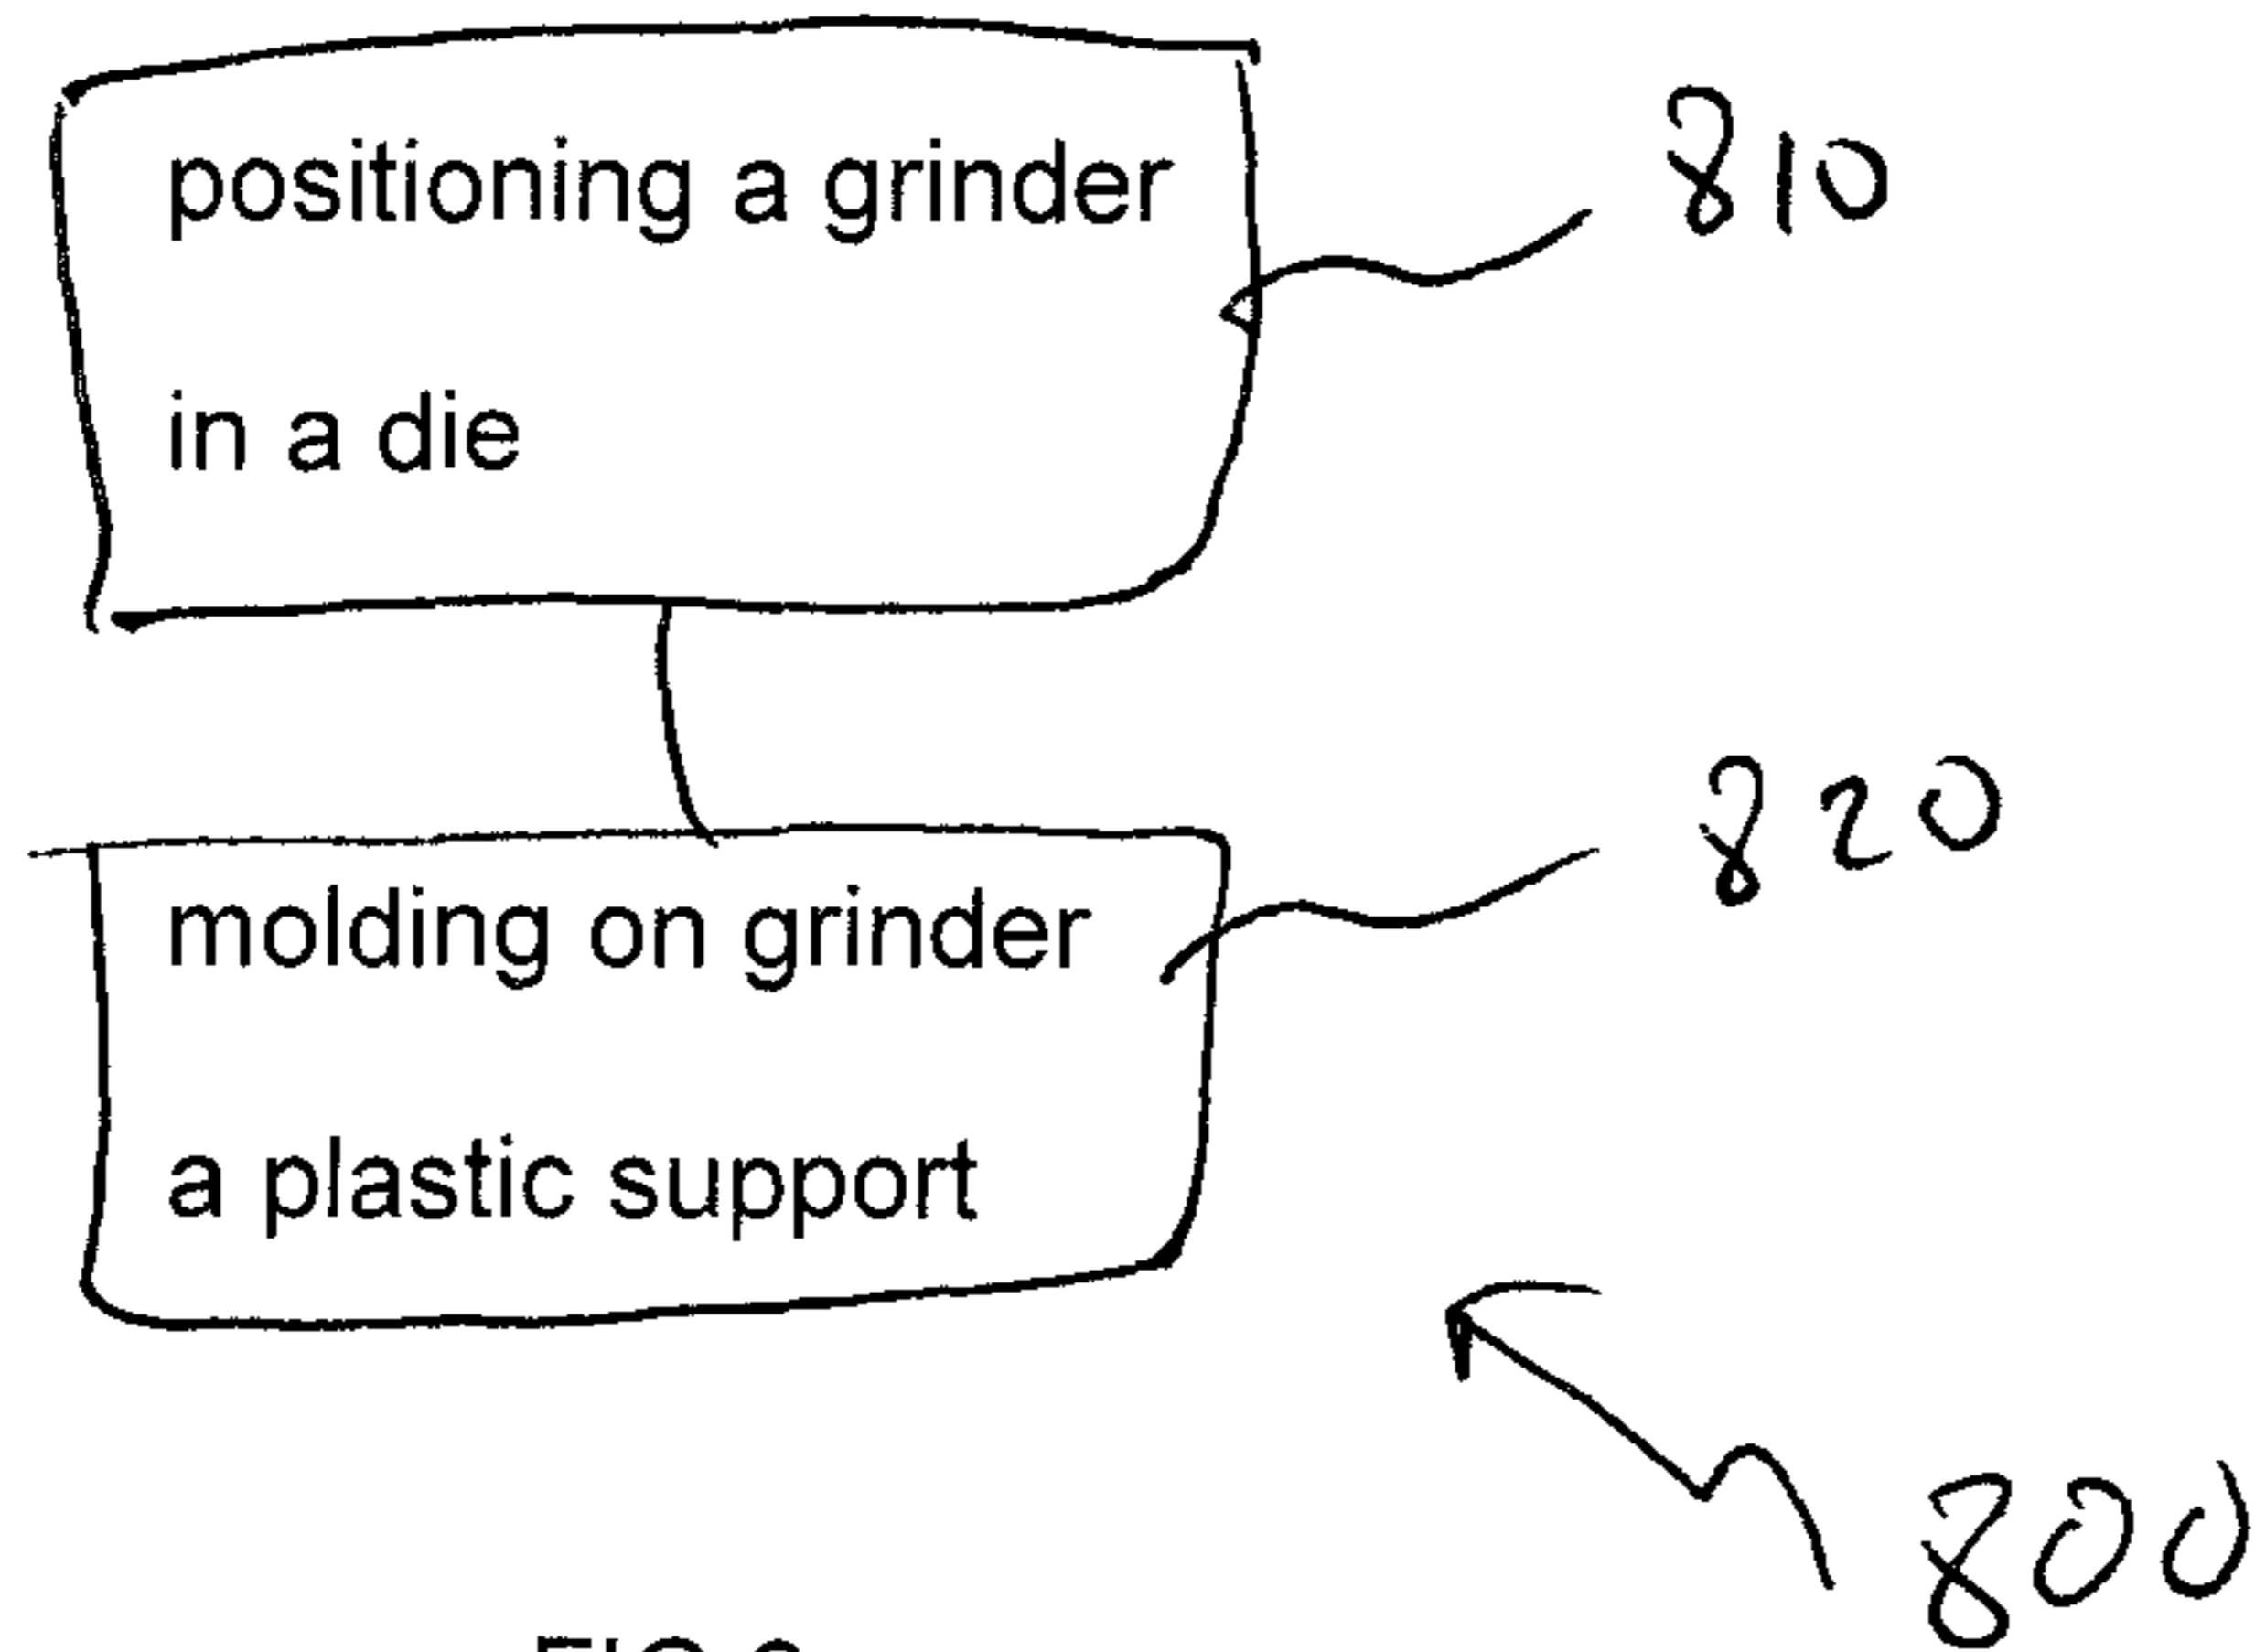 positioning a grinder
810
in a die
820
molding on grinder
a plastic support
800